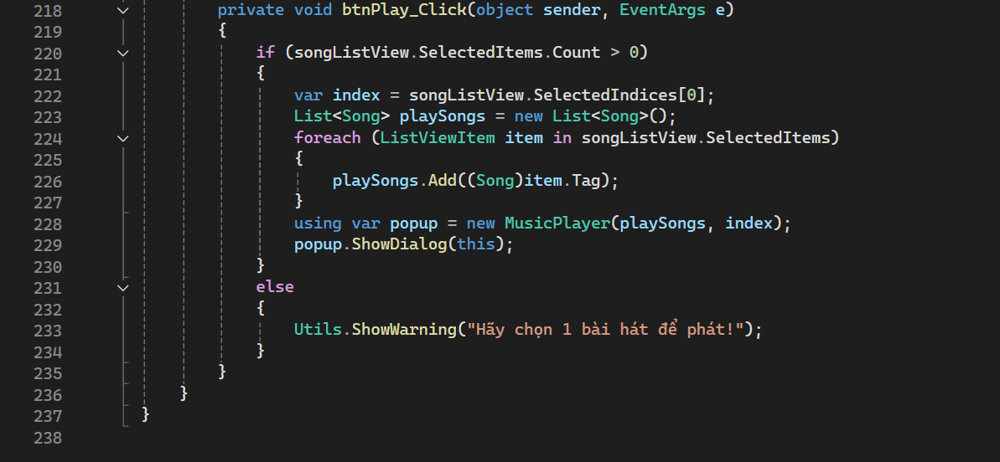 218 private void btnPlay_Click(object sender, EventArgs e)
219 {
220 if (songListView.SelectedItems.Count > 0)
221 {
222 var index = songListView.SelectedIndices[0];
223 List<Song> playSongs = new List<Song>();
224 foreach (ListViewItem item in songListView.SelectedItems)
225 {
226 playSongs.Add((Song)item.Tag);
227 }
228 using var popup = new MusicPlayer(playSongs, index);
229 popup.ShowDialog(this);
230 }
231 else
232 {
233 Utils.ShowWarning("Hãy chọn 1 bài hát để phát!");
234 }
235 }
236 }
237 }
238